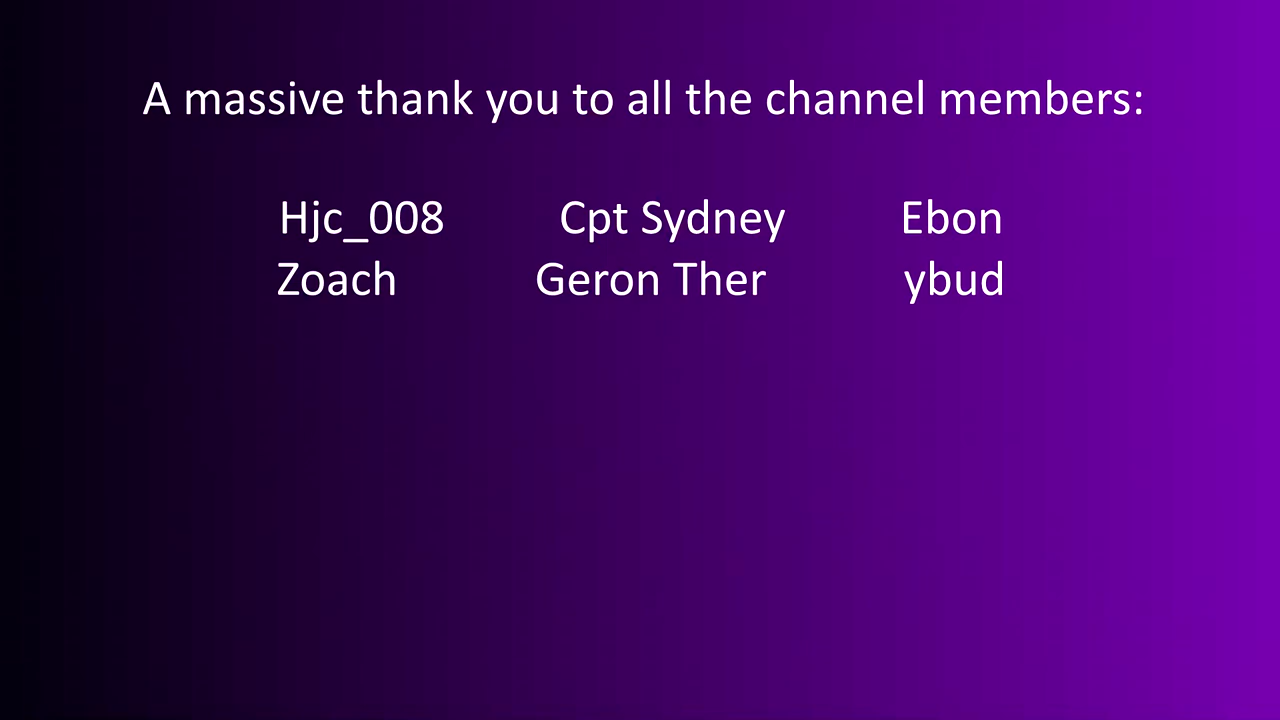 A massive thank you to all the channel members:
Hjc_008 Cpt Sydney Ebon
Zoach Geron Ther ybud